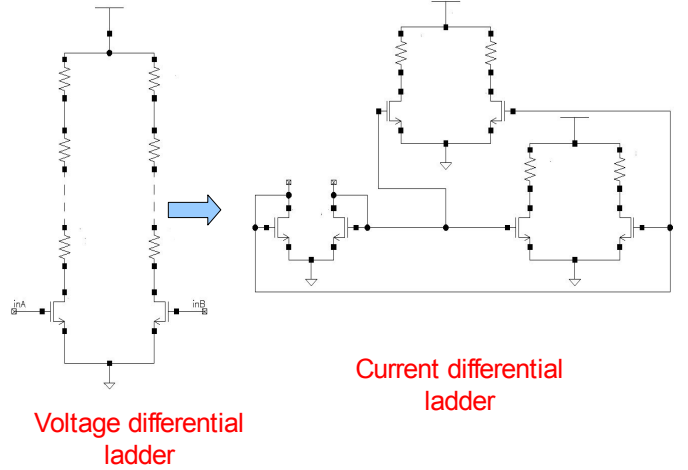 inA
inB
Voltage differential
ladder
Current differential
ladder